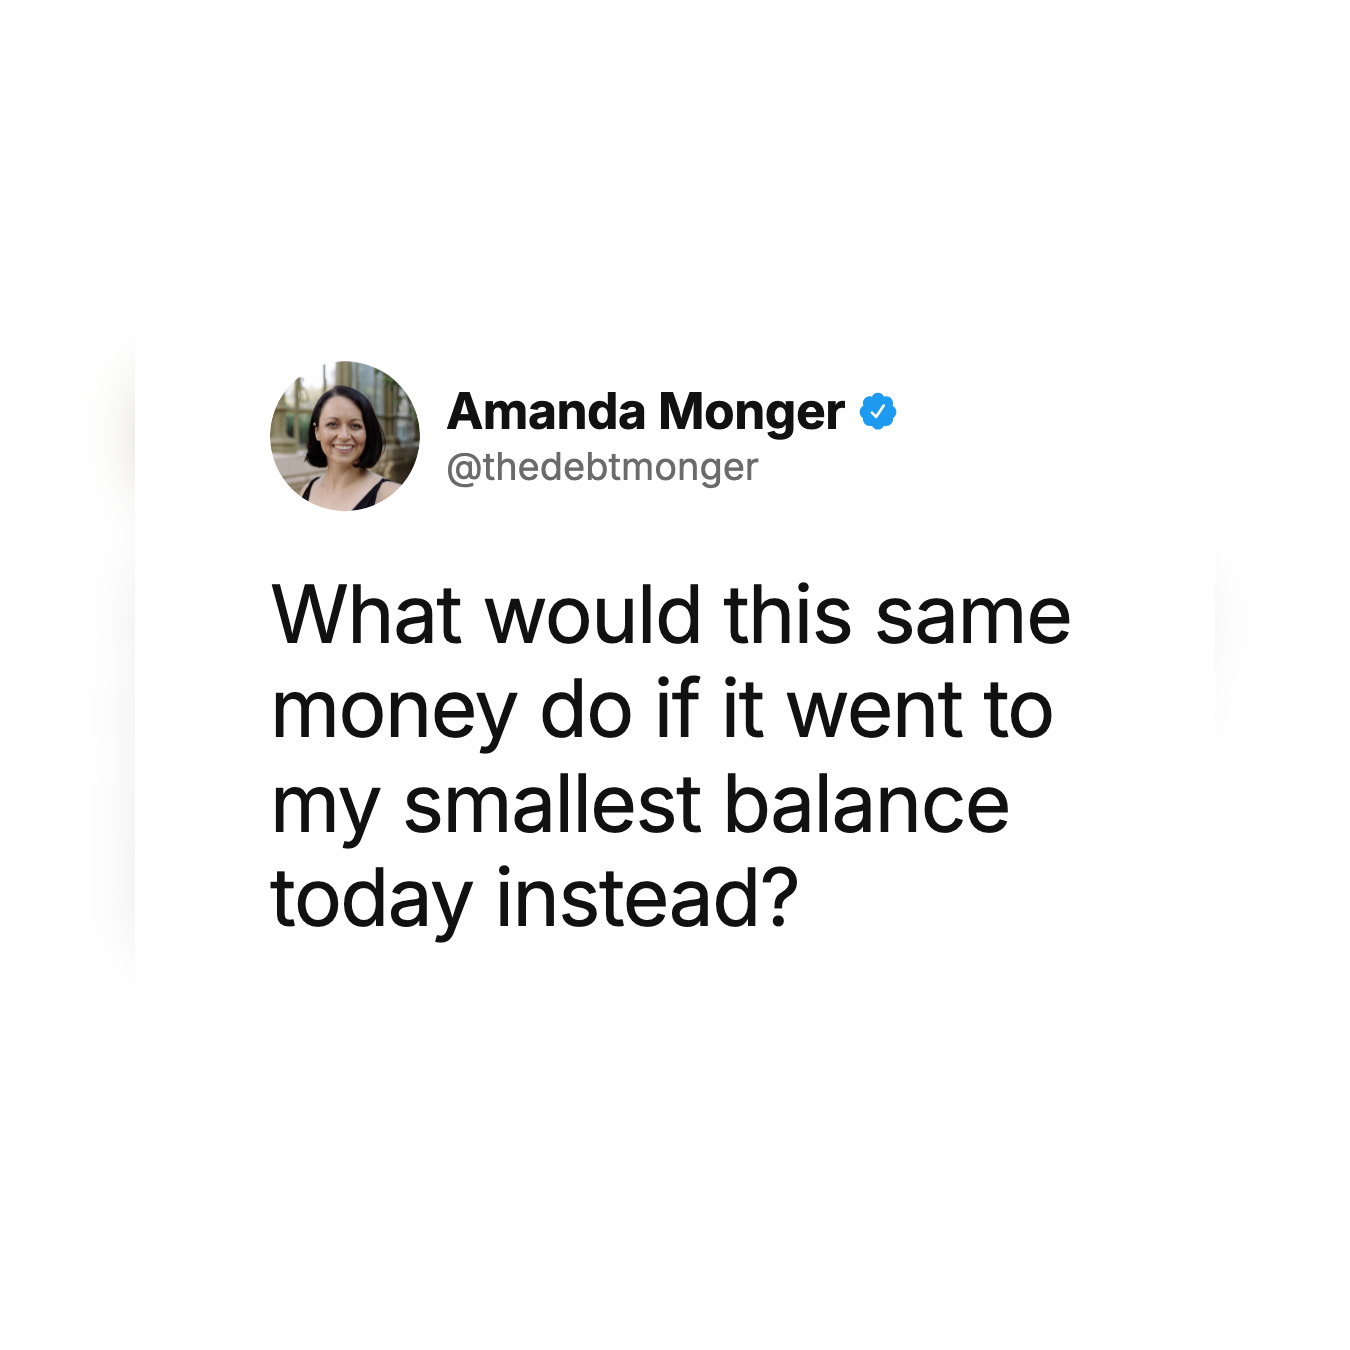 Amanda Monger
@thedebtmonger
What would this same
money do if it went to
my smallest balance
today instead?